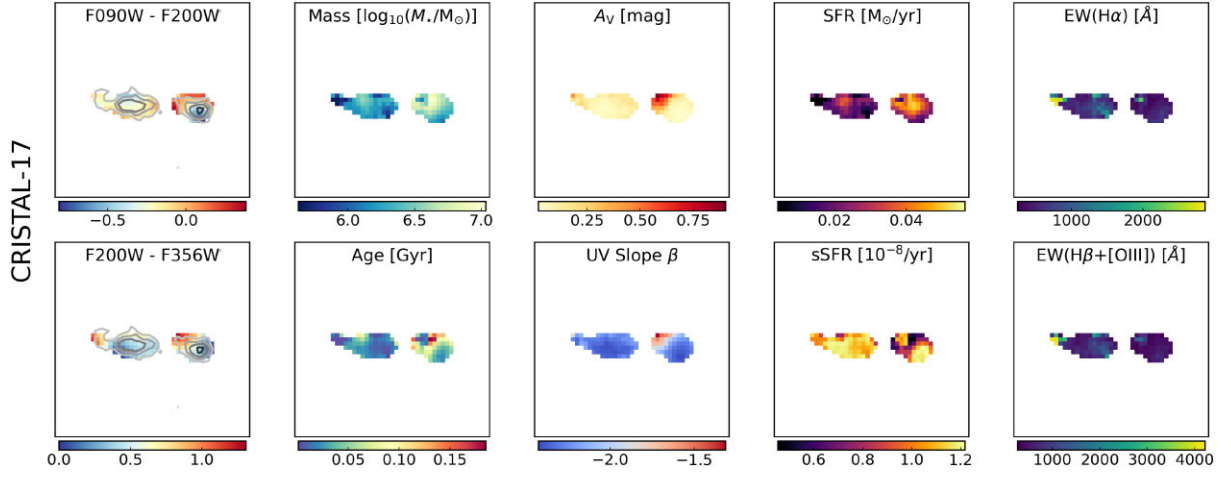 CRISTAL-17
F090W - F200W
−0.5 0.0
Mass [log₁₀(M⋆/M⊙)]
6.0 6.5 7.0
A_V [mag]
0.25 0.75
SFR [M⊙/yr]
0.02 0.04
EW(Hα) [Å]
1000 2000
F200W - F356W
0.0 0.5 1.0
Age [Gyr]
0.05 0.10 0.15
UV Slope β
−2.0 −1.5
sSFR [10⁻⁸/yr]
0.6 0.8 1.0 1.2
EW(Hβ+[OIII]) [Å]
1000 2000 3000 4000